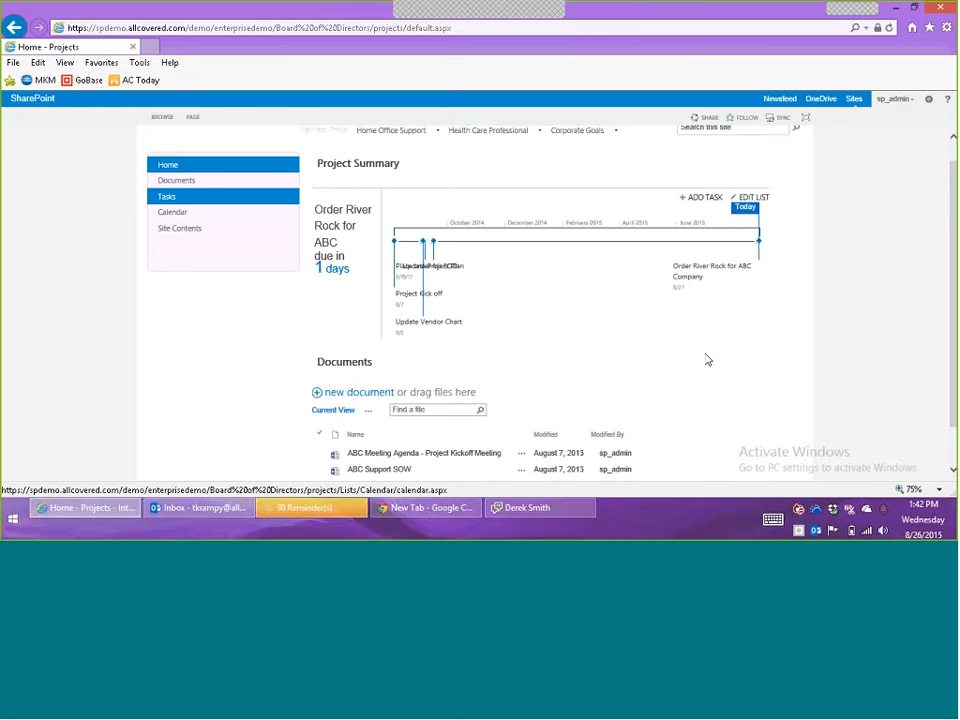 https://spdemo.allcovered.com/demo/enterprisedemo/Board%20of%20Directors/projects/default.aspx
Home - Projects
File Edit View Favorites Tools Help
MKM GoBase AC Today
SharePoint Newsfeed OneDrive Sites sp_admin ?
BROWSE PAGE SHARE FOLLOW SYNC
Home Office Support Health Care Professional Corporate Goals Search this site
Home
Documents
Tasks
Calendar
Site Contents
Project Summary
+ ADD TASK EDIT LIST
Today
October 2014 December 2014 February 2015 April 2015 June 2015
Order River
Rock for
ABC
due in
1 days
Order River Rock for ABC
Company
8/27
Project Kick off
8/7
Update Vendor Chart
9/6
Documents
new document or drag files here
Current View ... Find a file
Name Modified Modified By
ABC Meeting Agenda - Project Kickoff Meeting ... August 7, 2013 sp_admin
ABC Support SOW ... August 7, 2013 sp_admin
Activate Windows
Go to PC settings to activate Windows.
https://spdemo.allcovered.com/demo/enterprisedemo/Board%20of%20Directors/projects/Lists/Calendar/calendar.aspx
75%
Home - Projects - Int... Inbox - tkrampy@all... 30 Reminder(s) New Tab - Google C... Derek Smith
1:42 PM
Wednesday
8/26/2015